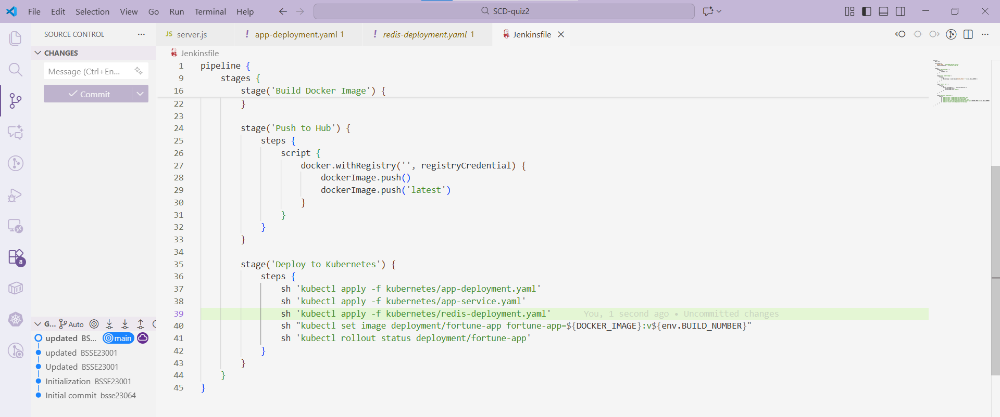 File Edit Selection View Go Run Terminal Help
SCD-quiz2
SOURCE CONTROL
CHANGES
Message (Ctrl+En...
Commit
8
G... Auto
updated BS... main
updated BSSE23001
Updated BSSE23001
Initialization BSSE23001
Initial commit bsse23064
JS server.js
! app-deployment.yaml 1
! redis-deployment.yaml 1
Jenkinsfile
Jenkinsfile
1 pipeline {
9 stages {
16 stage('Build Docker Image') {
22 }
23
24 stage('Push to Hub') {
25 steps {
26 script {
27 docker.withRegistry('', registryCredential) {
28 dockerImage.push()
29 dockerImage.push('latest')
30 }
31 }
32 }
33 }
34
35 stage('Deploy to Kubernetes') {
36 steps {
37 sh 'kubectl apply -f kubernetes/app-deployment.yaml'
38 sh 'kubectl apply -f kubernetes/app-service.yaml'
39 sh 'kubectl apply -f kubernetes/redis-deployment.yaml' You, 1 second ago • Uncommitted changes
40 sh "kubectl set image deployment/fortune-app fortune-app=${DOCKER_IMAGE}:v${env.BUILD_NUMBER}"
41 sh 'kubectl rollout status deployment/fortune-app'
42 }
43 }
44 }
45 }